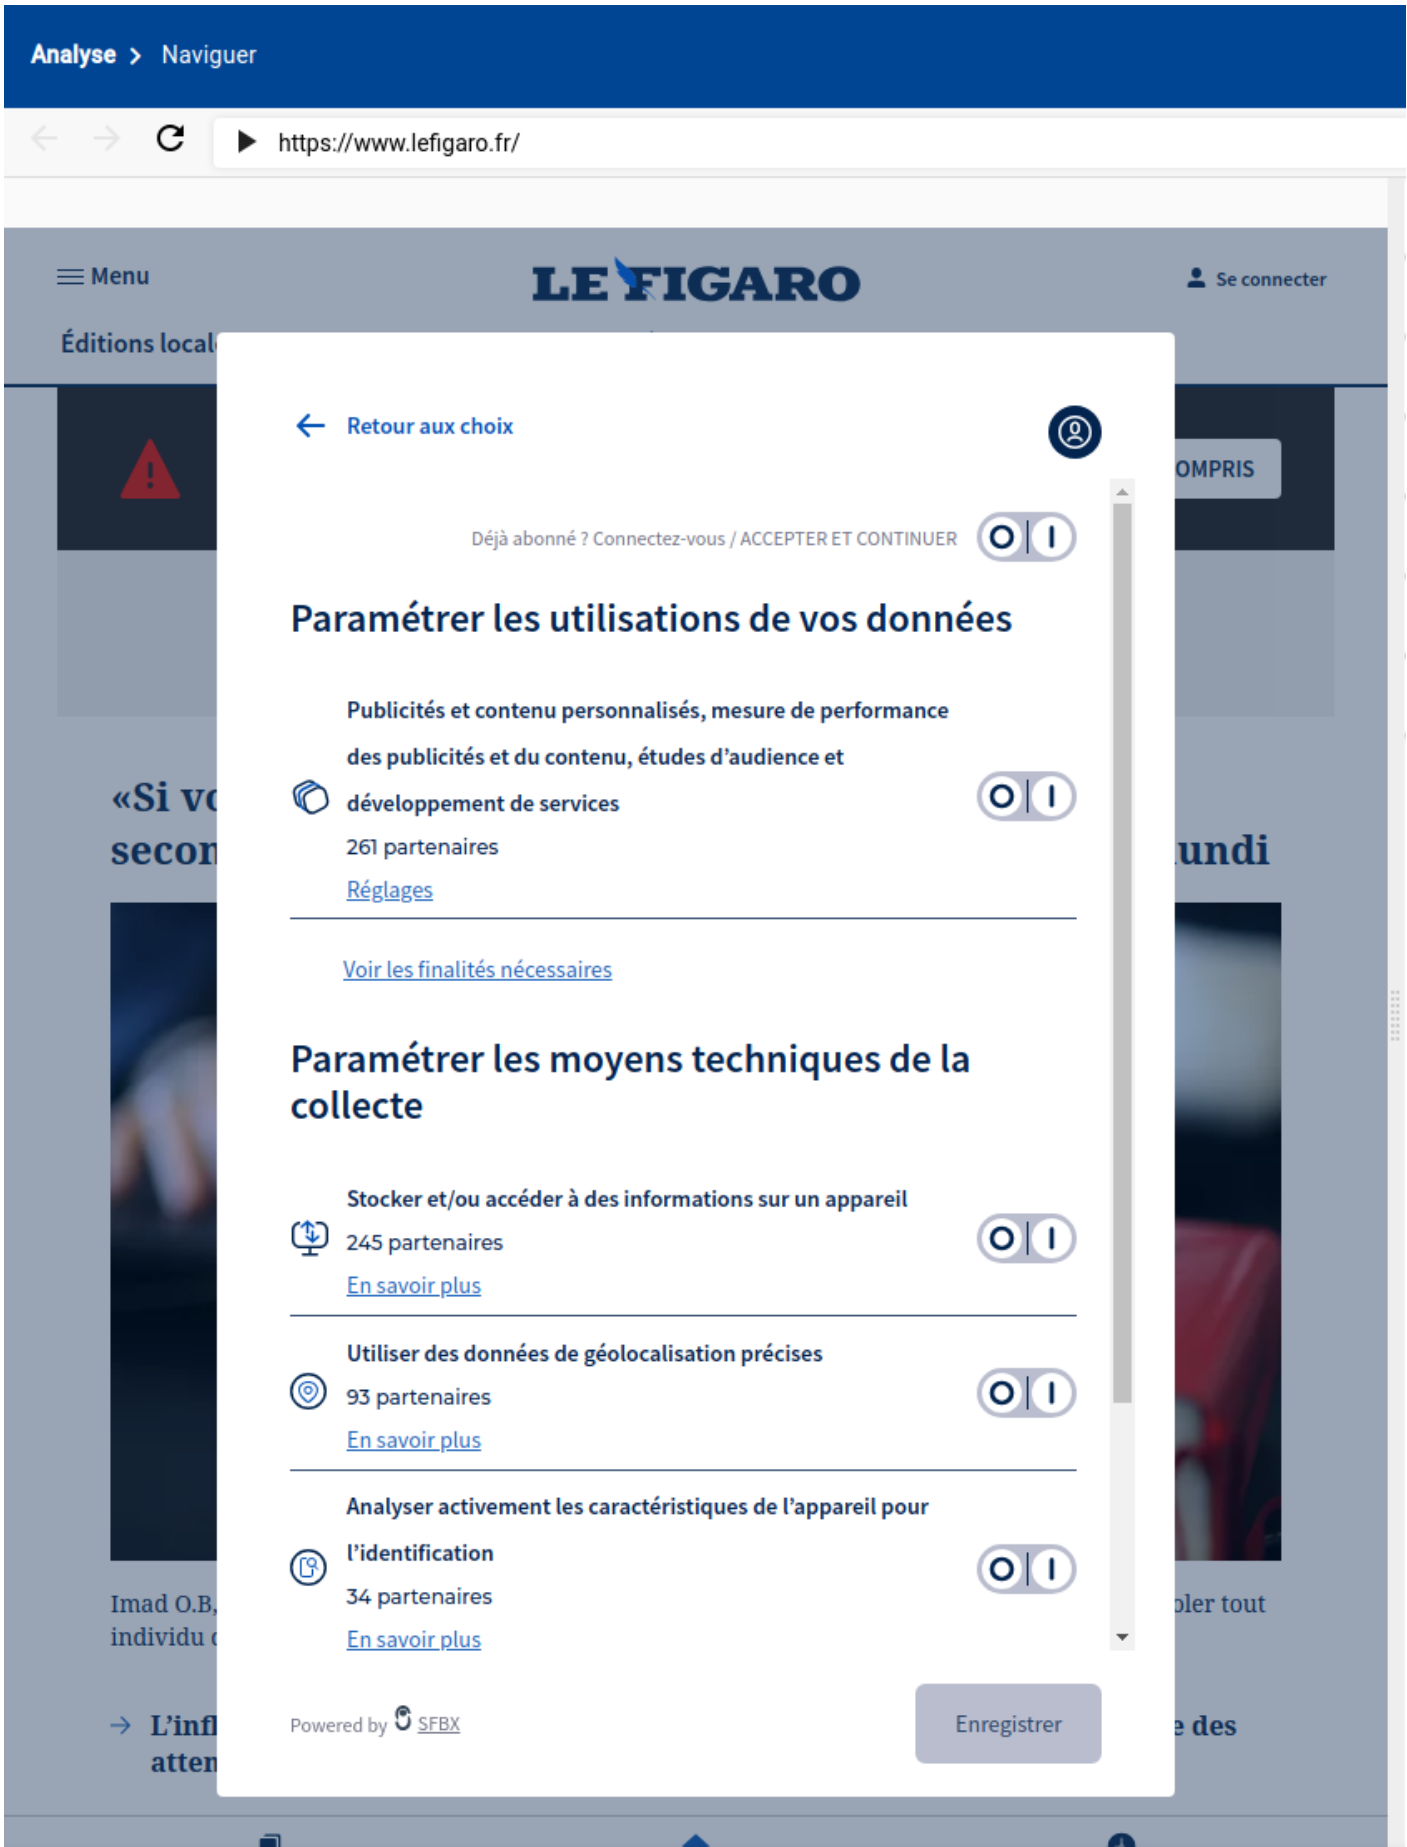 Analyse > Naviguer
https://www.lefigaro.fr/
Menu
LE FIGARO
Se connecter
Éditions local
Retour aux choix
OMPRIS
Déjà abonné ? Connectez-vous / ACCEPTER ET CONTINUER
Paramétrer les utilisations de vos données
Publicités et contenu personnalisés, mesure de performance
des publicités et du contenu, études d'audience et
développement de services
261 partenaires
Réglages
«Si vo
secon
undi
Voir les finalités nécessaires
Paramétrer les moyens techniques de la
collecte
Stocker et/ou accéder à des informations sur un appareil
245 partenaires
En savoir plus
Utiliser des données de géolocalisation précises
93 partenaires
En savoir plus
Analyser activement les caractéristiques de l'appareil pour
l'identification
34 partenaires
En savoir plus
Imad O.B,
oler tout
individu
Powered by SFBX
Enregistrer
L'infl
e des
atten